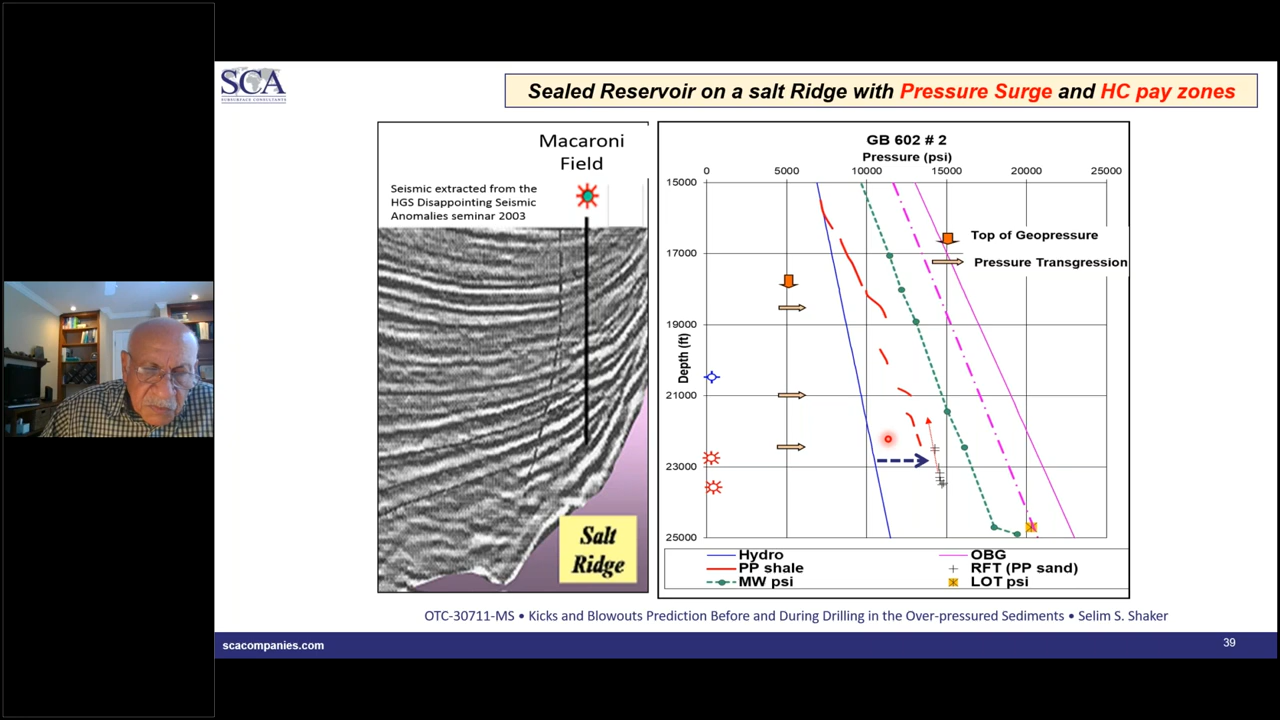 SCA
SUBSURFACE CONSULTANTS
Sealed Reservoir on a salt Ridge with Pressure Surge and HC pay zones
Macaroni
Field
Seismic extracted from the
HGS Disappointing Seismic
Anomalies seminar 2003
Salt
Ridge
GB 602 # 2
Pressure (psi)
0 5000 10000 15000 20000 25000
15000
Top of Geopressure
17000
Pressure Transgression
19000
Depth (ft)
21000
23000
25000
Hydro OBG
PP shale RFT (PP sand)
MW psi LOT psi
OTC-30711-MS • Kicks and Blowouts Prediction Before and During Drilling in the Over-pressured Sediments • Selim S. Shaker
scacompanies.com 39